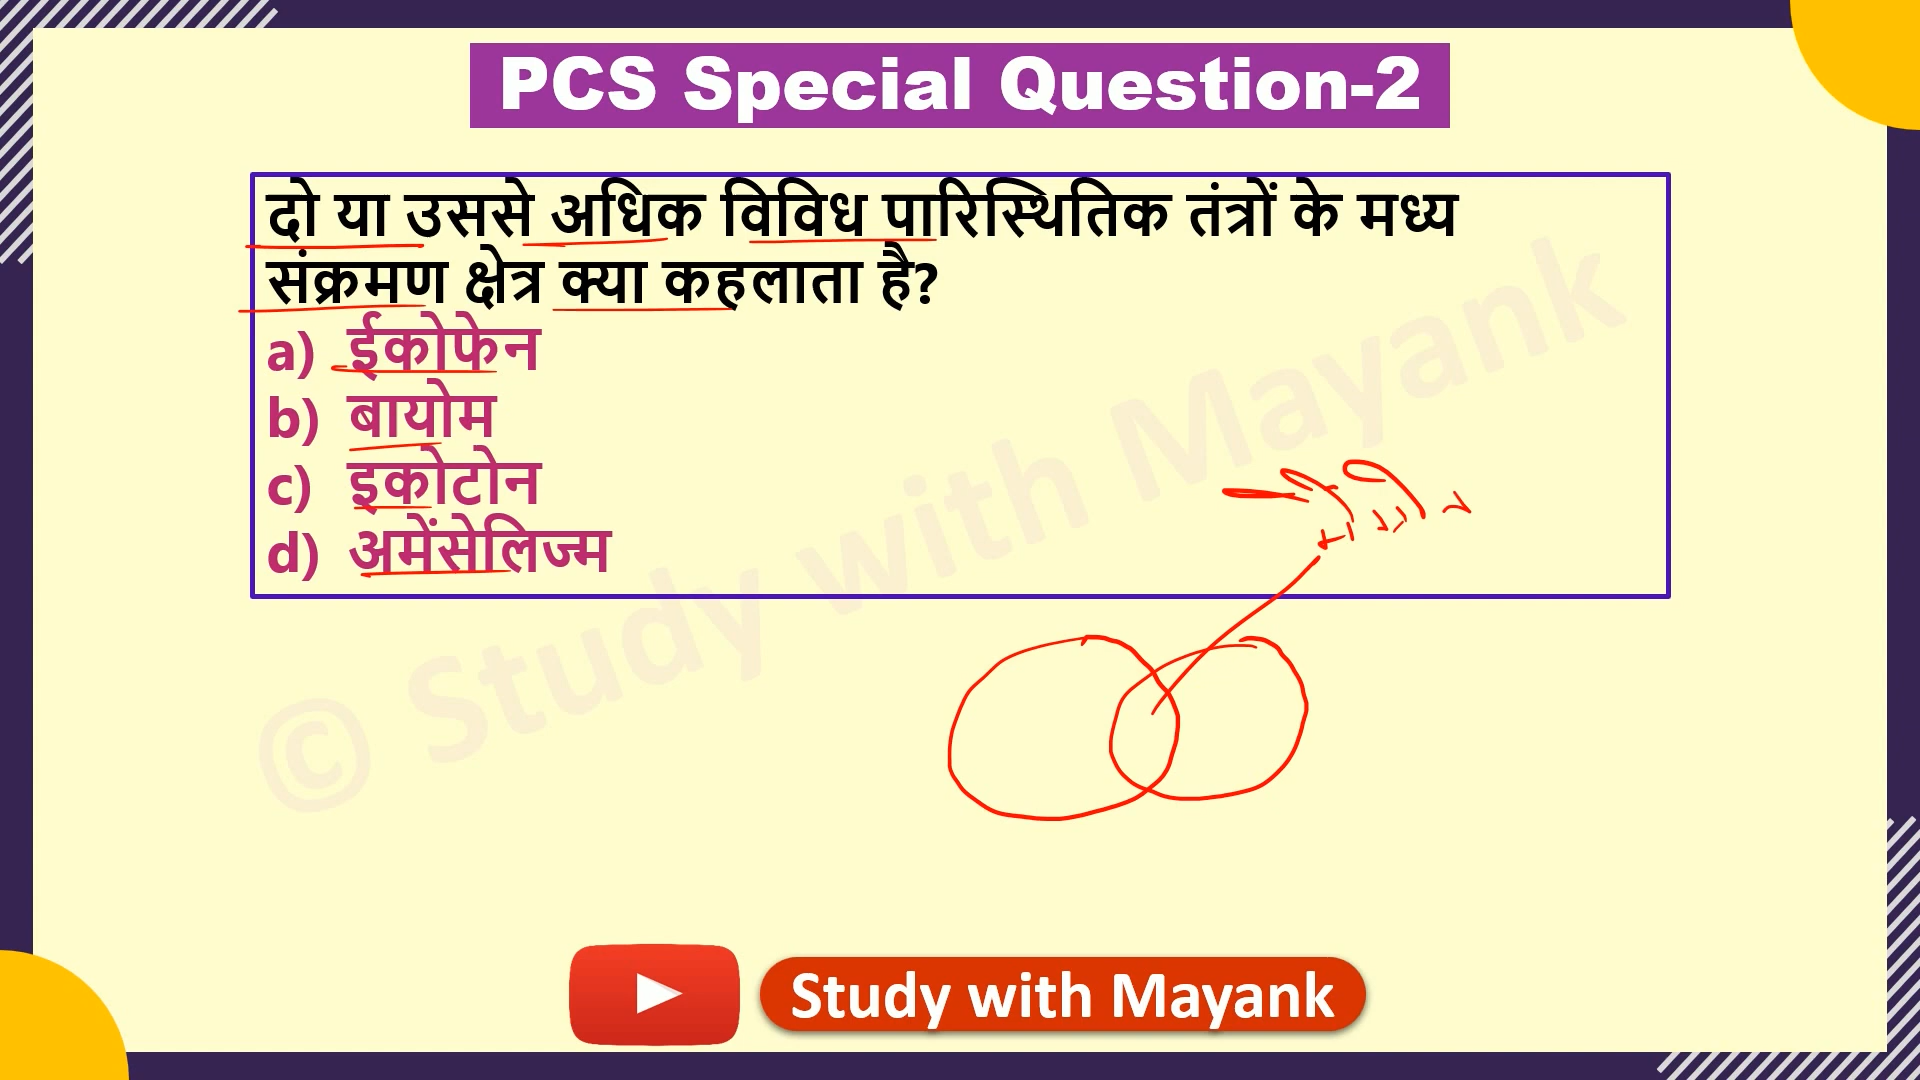 PCS Special Question-2
दो या उससे अधिक विविध पारिस्थितिक तंत्रों के मध्य
संक्रमण क्षेत्र क्या कहलाता है?
a) ईकोफेन
b) बायोम
c) इकोटोन
d) अमेंसेलिज्म
© Study with Mayank
Study with Mayank